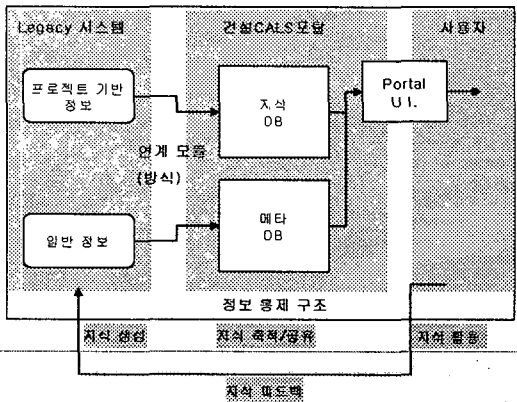 Legacy 시스템
건설CALS포탈
사용자
프로젝트 기반
정보
지식
DB
Portal
U.I.
연계 모듈
(방식)
일반 정보
메타
DB
정보 통제 구조
지식 생성
지식 축적/공유
지식 활용
지식 피드백